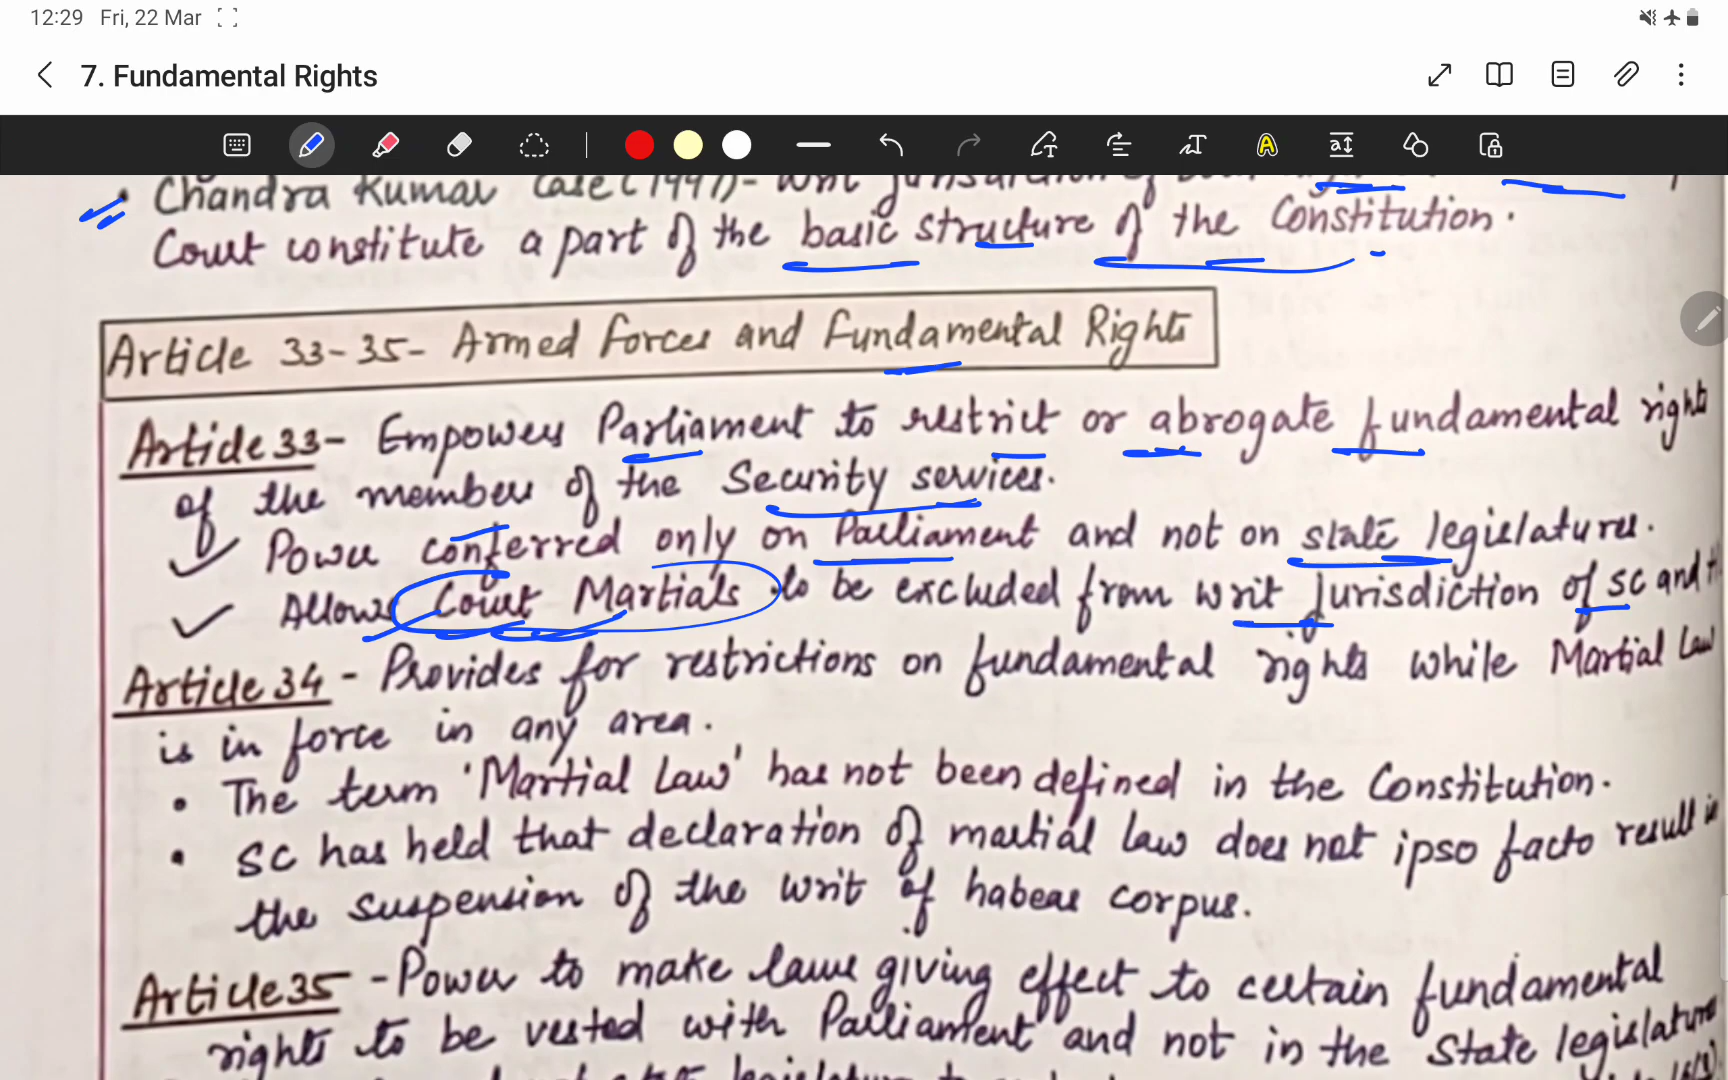 12:29 Fri, 22 Mar
7. Fundamental Rights
Chandra Kumar Case (1997)- Writ jurisdiction of both
Court constitute a part of the basic structure of the Constitution.
Article 33-35- Armed Forces and Fundamental Rights
Article 33- Empowers Parliament to restrict or abrogate fundamental rights
of the members of the Security services.
Power conferred only on Parliament and not on state legislatures.
Allows Court Martials to be excluded from writ jurisdiction of SC and
Article 34 - Provides for restrictions on fundamental rights while Martial Law
is in force in any area.
• The term 'Martial Law' has not been defined in the Constitution.
• SC has held that declaration of martial law does not ipso facto result in
the suspension of the writ of habeas corpus.
Article 35 - Power to make laws giving effect to certain fundamental
rights to be vested with Parliament and not in the State legislature